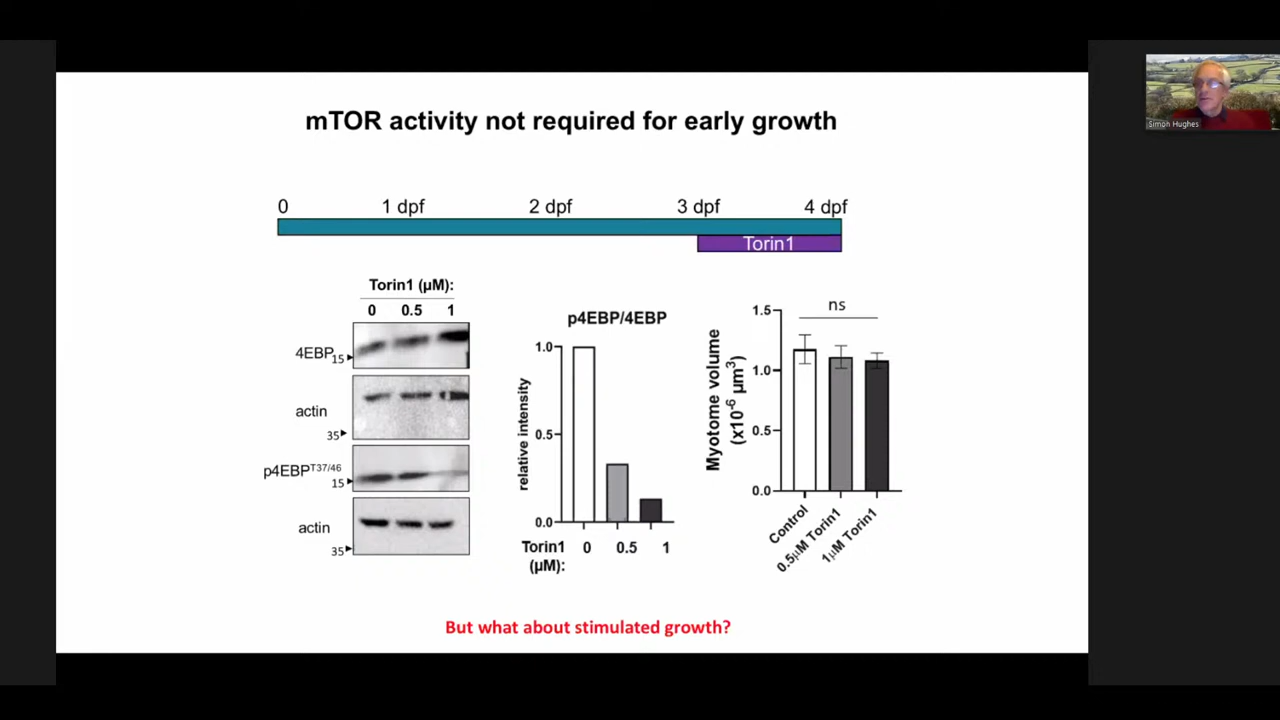 mTOR activity not required for early growth
Simon Hughes
0 1 dpf 2 dpf 3 dpf 4 dpf
Torin1
Torin1 (µM):
0 0.5 1
4EBP
15
actin
35
p4EBP^T37/46
15
actin
35
p4EBP/4EBP
relative intensity
1.0
0.5
0.0
Torin1 (µM):
0 0.5 1
ns
Myotome volume
(x10^-6 µm^3)
1.5
1.0
0.5
0.0
Control
0.5µM Torin1
1µM Torin1
But what about stimulated growth?